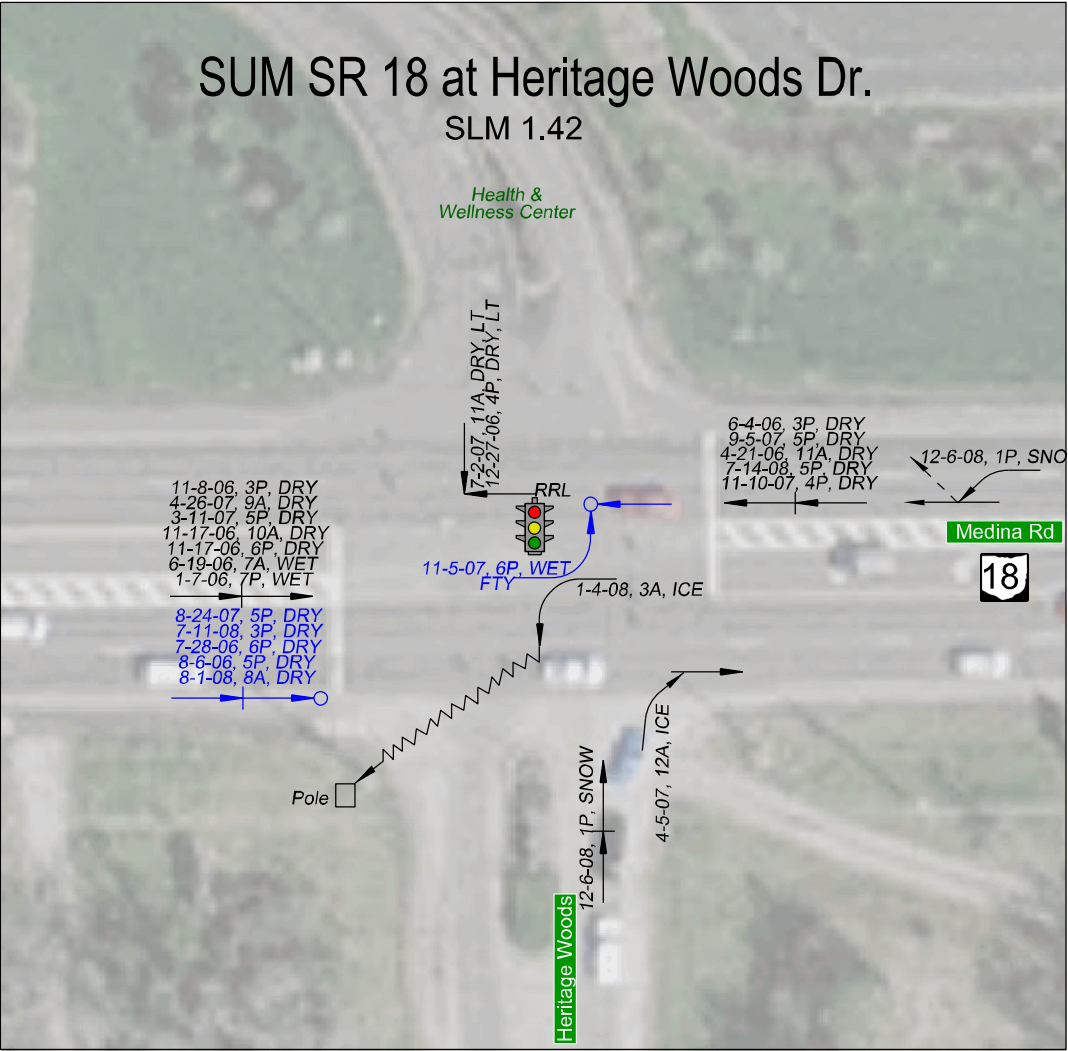 SUM SR 18 at Heritage Woods Dr.
SLM 1.42
Health &
Wellness Center
7-2-07, 11A, DRY, LT
12-27-06, 4P, DRY, LT
RRL
6-4-06, 3P, DRY
9-5-07, 5P, DRY
4-21-06, 11A, DRY
7-14-08, 5P, DRY
11-10-07, 4P, DRY
12-6-08, 1P, SNO
Medina Rd
18
11-8-06, 3P, DRY
4-26-07, 9A, DRY
3-11-07, 5P, DRY
11-17-06, 10A, DRY
11-17-06, 6P, DRY
6-19-06, 7A, WET
1-7-06, 7P, WET
8-24-07, 5P, DRY
7-11-08, 3P, DRY
7-28-06, 6P, DRY
8-6-06, 5P, DRY
8-1-08, 8A, DRY
11-5-07, 6P, WET
FTY
1-4-08, 3A, ICE
4-5-07, 12A, ICE
12-6-08, 1P, SNOW
Pole
Heritage Woods